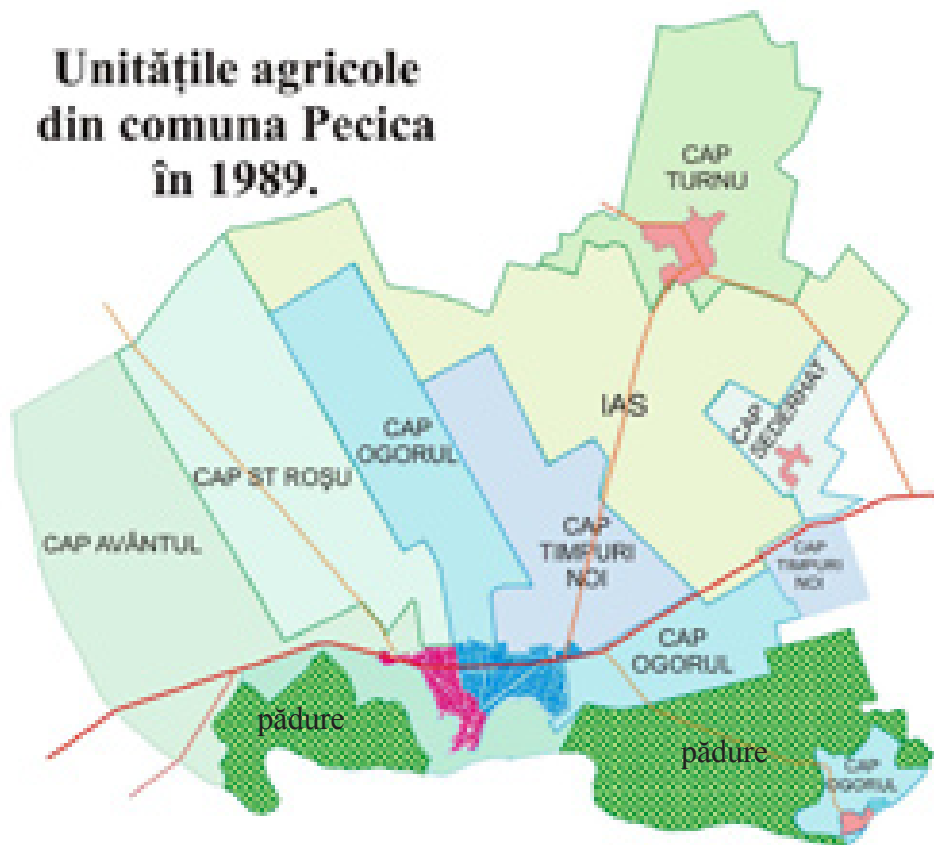 Unitățile agricole
din comuna Pecica
în 1989.
CAP
TURNU
IAS
CAP
SEDERHAT
CAP
OGORUL
CAP ST ROȘU
CAP AVÂNTUL
CAP
TIMPURI
NOI
CAP
TIMPURI
NOI
CAP
OGORUL
pădure
pădure
CAP
OGORUL